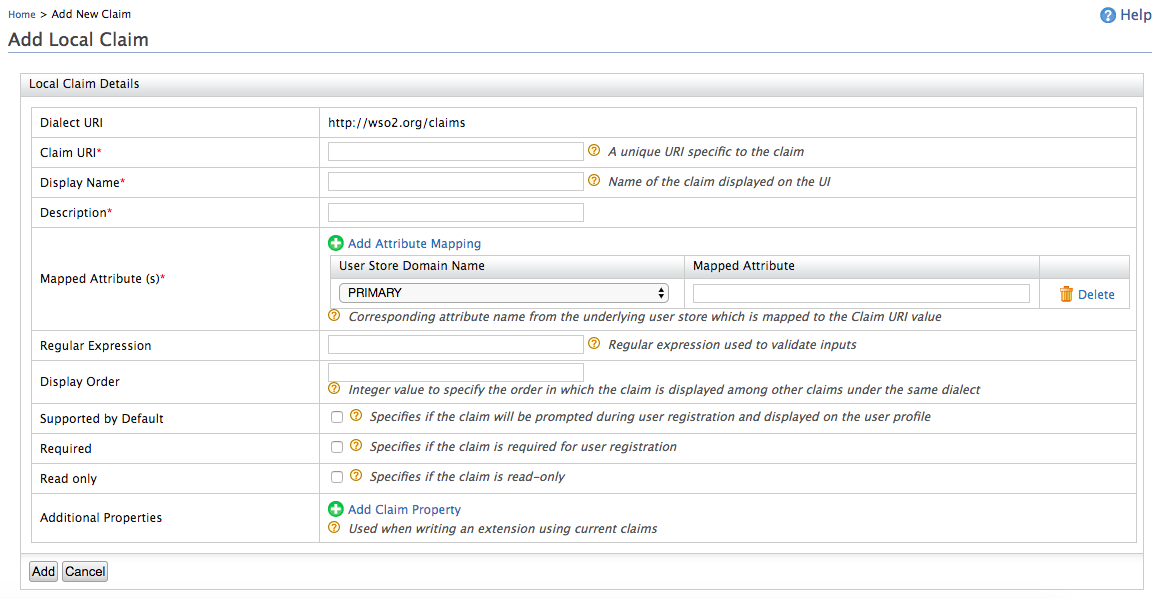 Home > Add New Claim
Help
Add Local Claim
Local Claim Details
Dialect URI http://wso2.org/claims
Claim URI* A unique URI specific to the claim
Display Name* Name of the claim displayed on the UI
Description*
Add Attribute Mapping
User Store Domain Name Mapped Attribute
Mapped Attribute (s)*
PRIMARY Delete
Corresponding attribute name from the underlying user store which is mapped to the Claim URI value
Regular Expression Regular expression used to validate inputs
Display Order
Integer value to specify the order in which the claim is displayed among other claims under the same dialect
Supported by Default Specifies if the claim will be prompted during user registration and displayed on the user profile
Required Specifies if the claim is required for user registration
Read only Specifies if the claim is read-only
Add Claim Property
Additional Properties
Used when writing an extension using current claims
Add Cancel